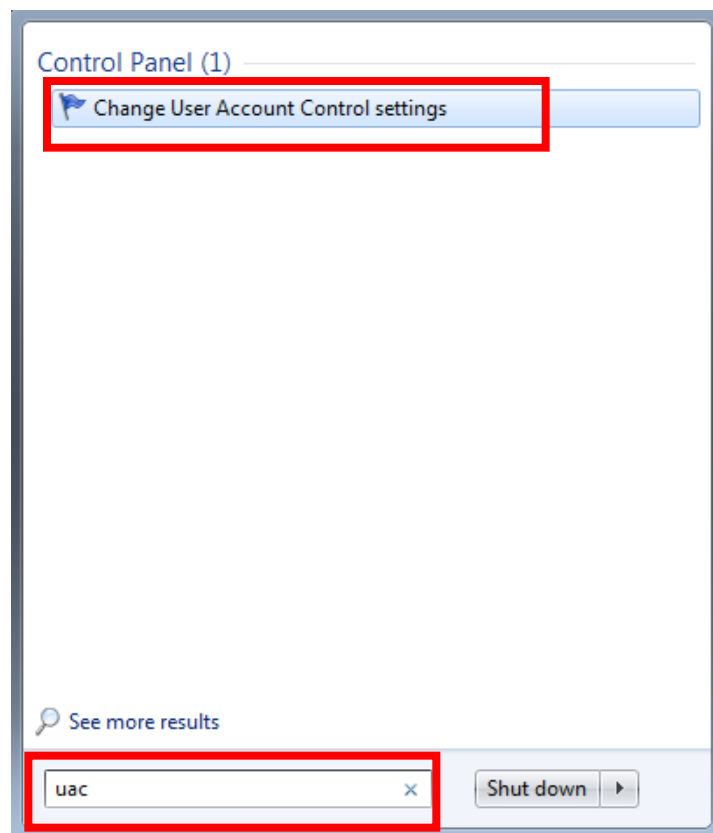 Control Panel (1)
Change User Account Control settings
See more results
uac
Shut down